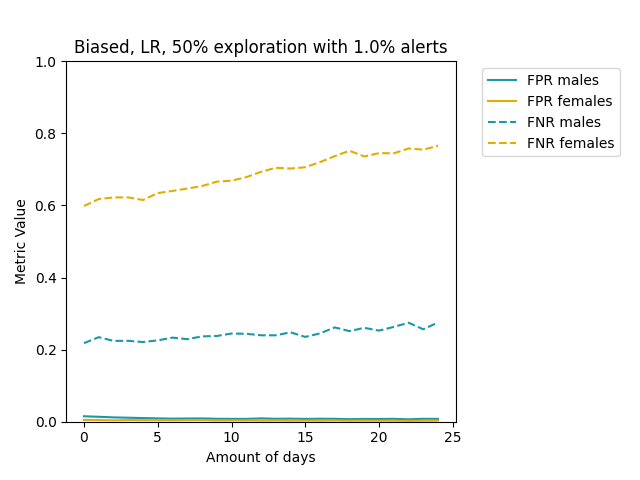 Biased, LR, 50% exploration with 1.0% alerts
1.0
0.8
0.6
0.4
0.2
0.0
0 5 10 15 20 25
Metric Value
Amount of days
FPR males
FPR females
FNR males
FNR females